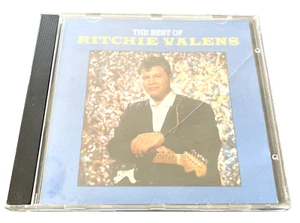 THE BEST OF
RITCHIE VALENS